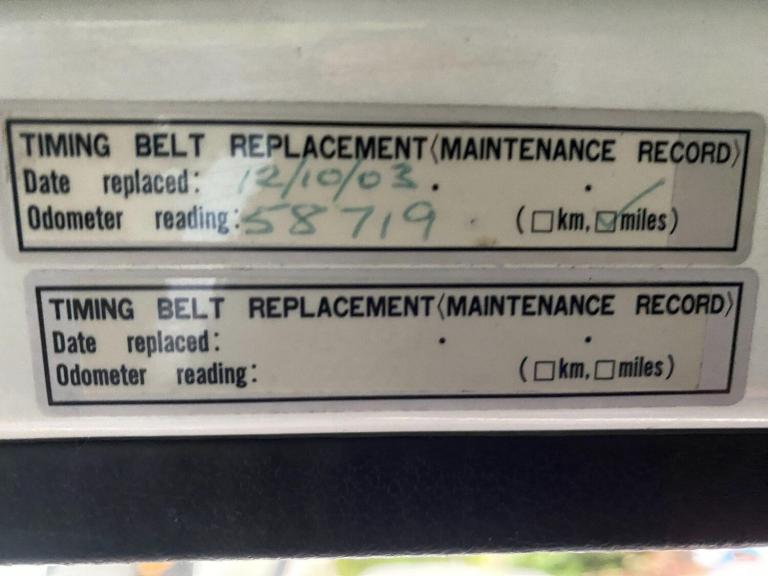 TIMING BELT REPLACEMENT(MAINTENANCE RECORD)
Date replaced: 12/10/03. .
Odometer reading: 58719 (□km, ☑miles)
TIMING BELT REPLACEMENT(MAINTENANCE RECORD)
Date replaced: . .
Odometer reading: (□km, □miles)